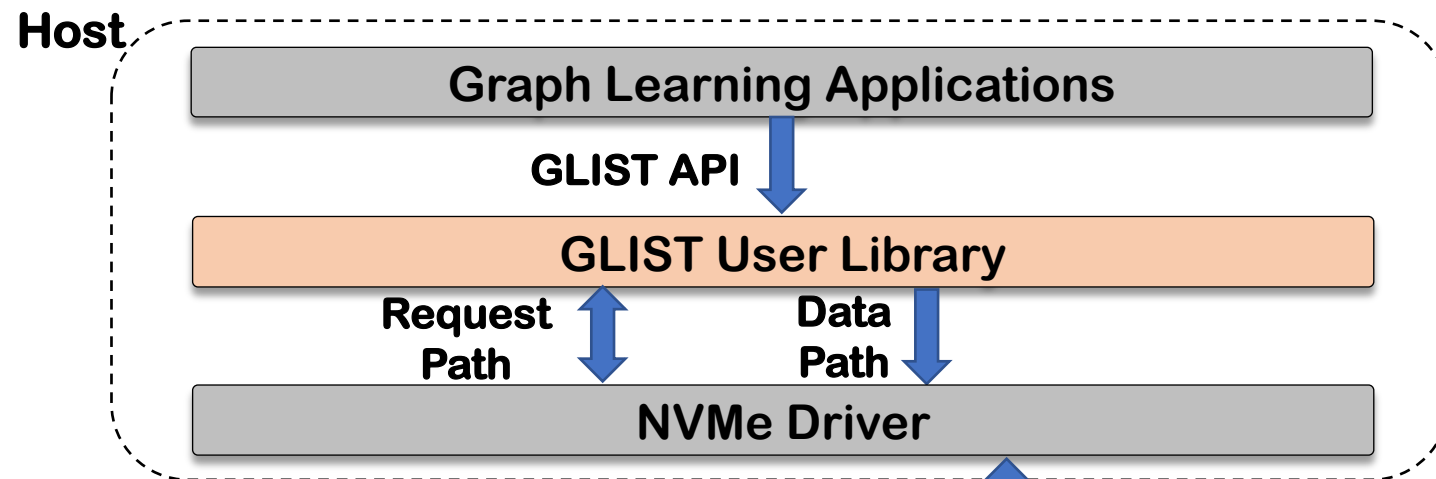 Host
Graph Learning Applications
GLIST API
GLIST User Library
Request
Path
Data
Path
NVMe Driver